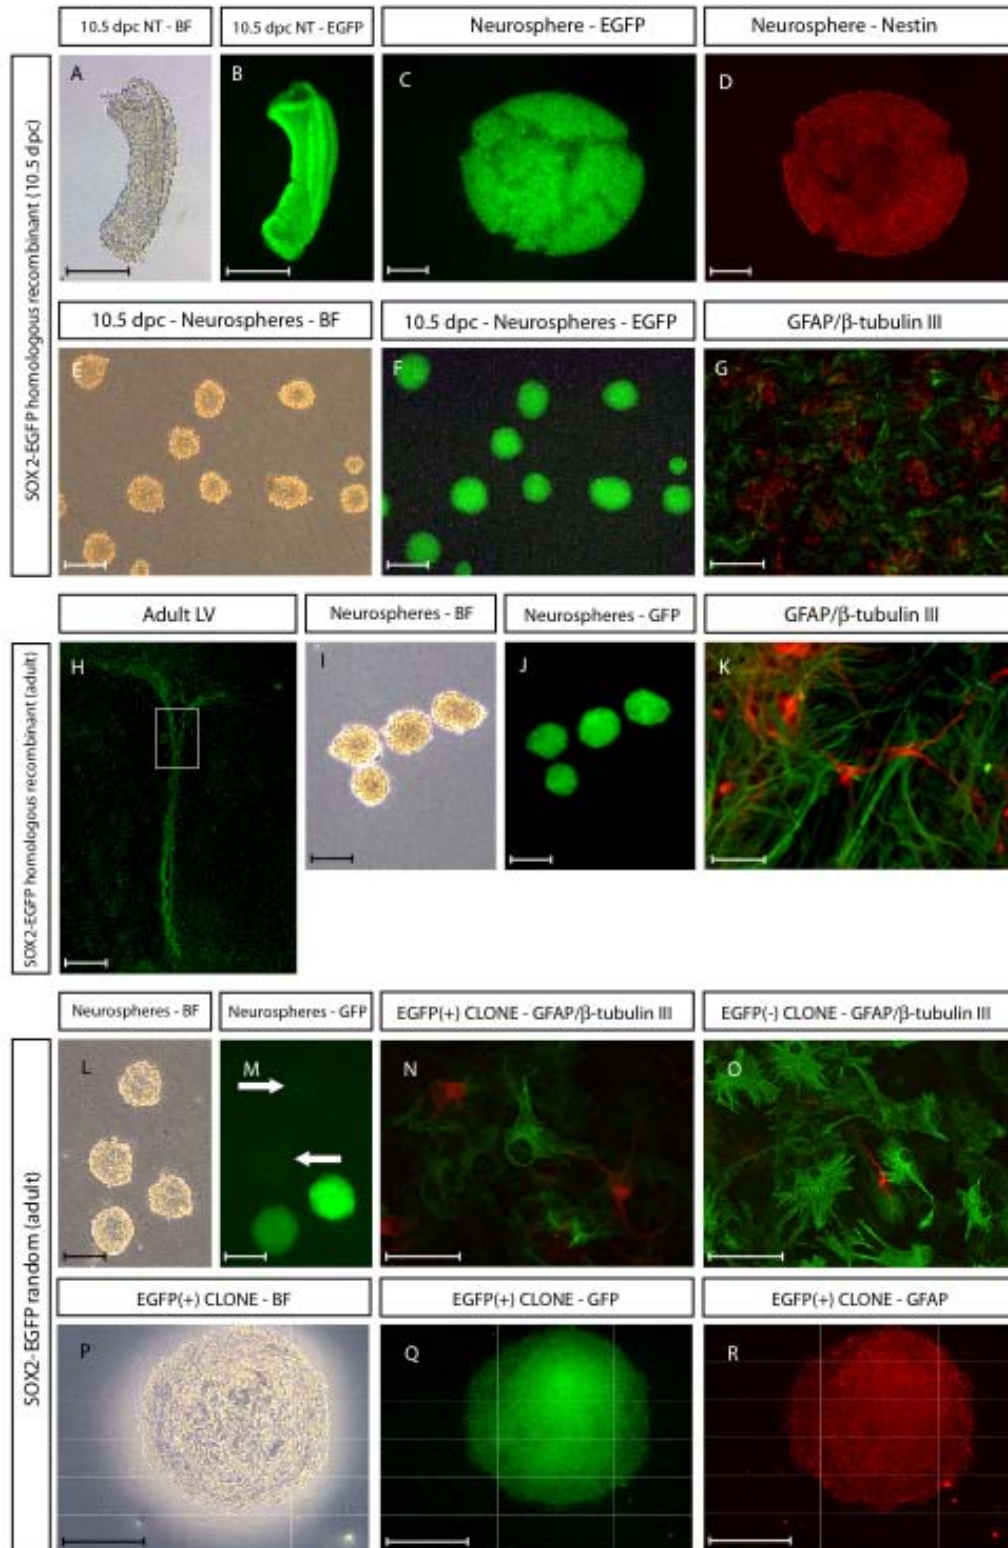 10.5 dpc NT - BF
10.5 dpc NT - EGFP
Neurosphere - EGFP
Neurosphere - Nestin
SOX2-EGFP homologous recombinant (10.5 dpc)
A
B
C
D
10.5 dpc - Neurospheres - BF
10.5 dpc - Neurospheres - EGFP
GFAP/β-tubulin III
E
F
G
Adult LV
Neurospheres - BF
Neurospheres - GFP
GFAP/β-tubulin III
SOX2-EGFP homologous recombinant (adult)
H
I
J
K
Neurospheres - BF
Neurospheres - GFP
EGFP(+) CLONE - GFAP/β-tubulin III
EGFP(-) CLONE - GFAP/β-tubulin III
SOX2-EGFP random (adult)
L
M
N
O
EGFP(+) CLONE - BF
EGFP(+) CLONE - GFP
EGFP(+) CLONE - GFAP
P
Q
R